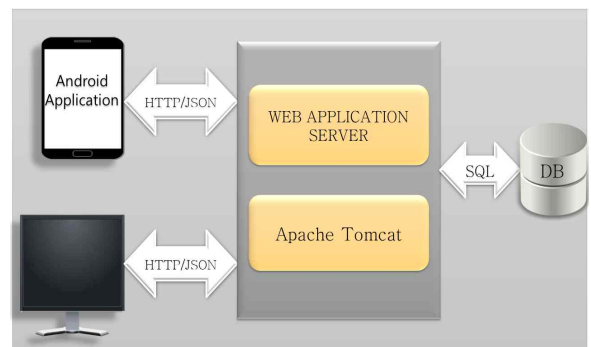 Android
Application
HTTP/JSON
WEB APPLICATION
SERVER
SQL
DB
Apache Tomcat
HTTP/JSON